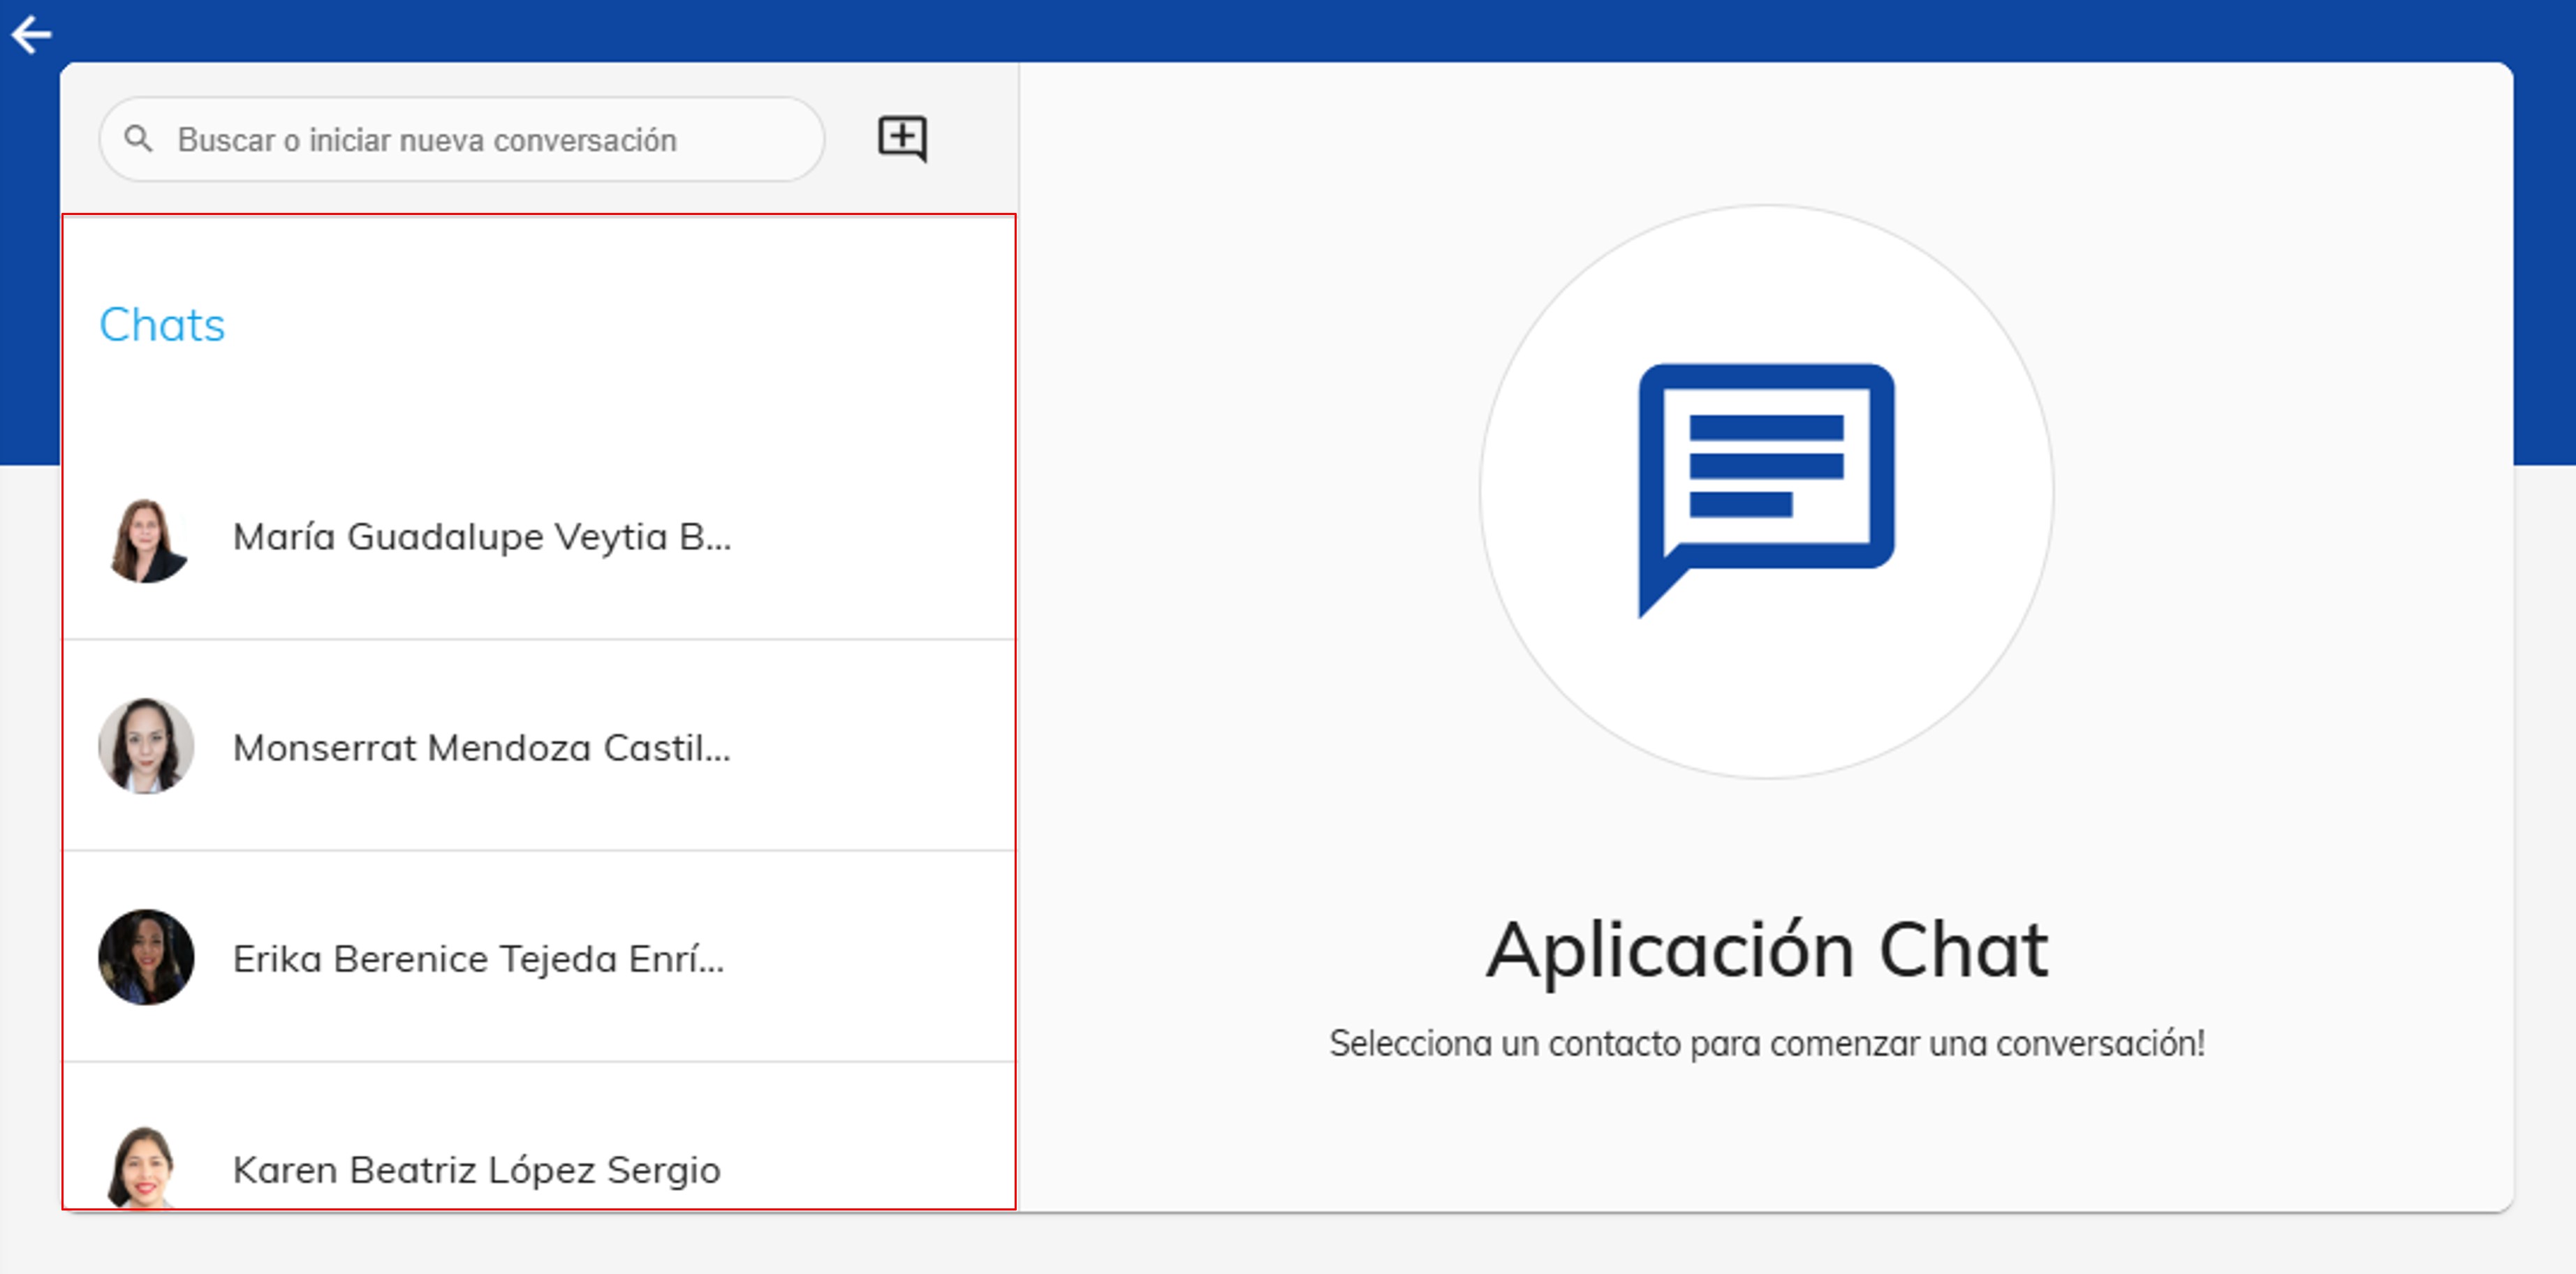 Buscar o iniciar nueva conversación
Chats
María Guadalupe Veytia B...
Monserrat Mendoza Castil...
Erika Berenice Tejeda Enrí...
Karen Beatriz López Sergio
Aplicación Chat
Selecciona un contacto para comenzar una conversación!